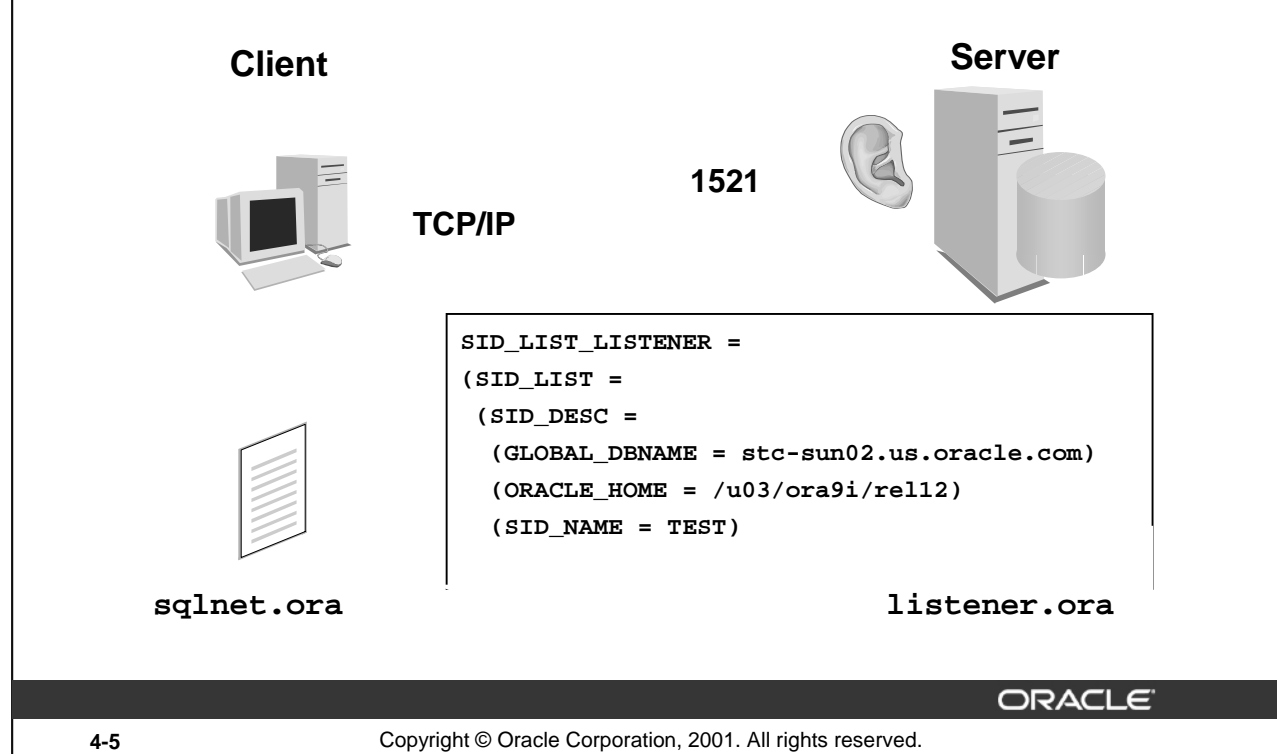 Client
Server
1521
TCP/IP
SID_LIST_LISTENER =
(SID_LIST =
(SID_DESC =
(GLOBAL_DBNAME = stc-sun02.us.oracle.com)
(ORACLE_HOME = /u03/ora9i/rel12)
(SID_NAME = TEST)
sqlnet.ora
listener.ora
ORACLE®
4-5
Copyright © Oracle Corporation, 2001. All rights reserved.